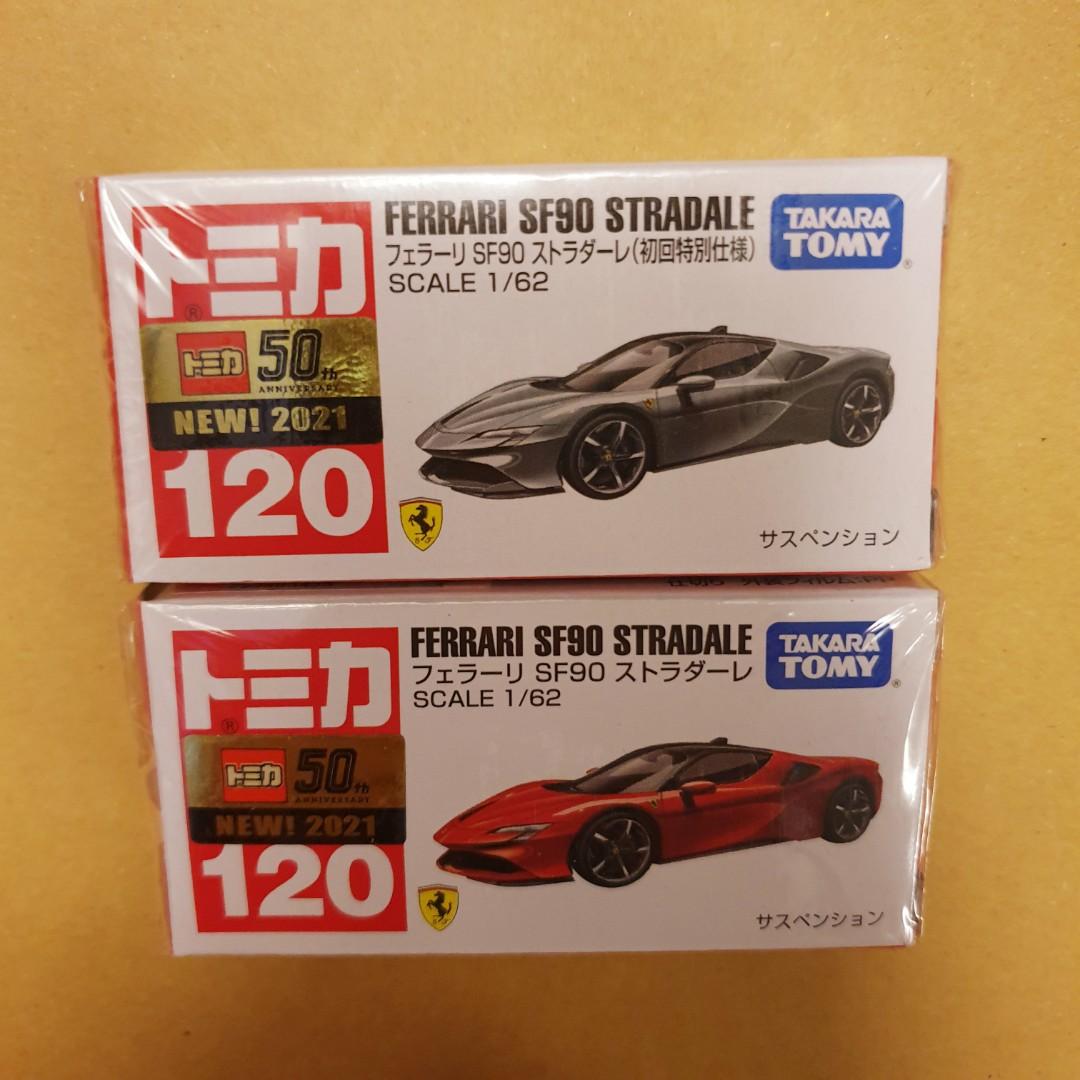 トミカ
®
トミカ 50th
ANNIVERSARY
NEW! 2021
120
FERRARI SF90 STRADALE
フェラーリ SF90 ストラダーレ(初回特別仕様)
SCALE 1/62
TAKARA
TOMY®
サスペンション
トミカ
®
トミカ 50th
ANNIVERSARY
NEW! 2021
120
FERRARI SF90 STRADALE
フェラーリ SF90 ストラダーレ
SCALE 1/62
TAKARA
TOMY®
サスペンション